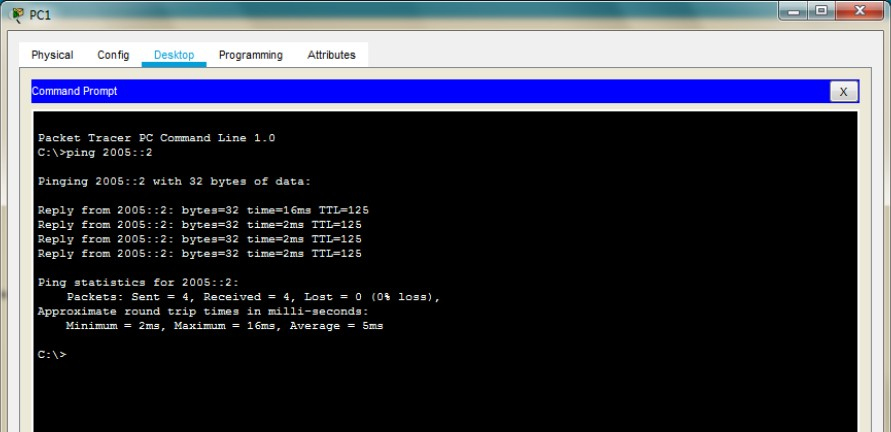 PC1
Physical Config Desktop Programming Attributes
Command Prompt X
Packet Tracer PC Command Line 1.0
C:\>ping 2005::2
Pinging 2005::2 with 32 bytes of data:
Reply from 2005::2: bytes=32 time=16ms TTL=125
Reply from 2005::2: bytes=32 time=2ms TTL=125
Reply from 2005::2: bytes=32 time=2ms TTL=125
Reply from 2005::2: bytes=32 time=2ms TTL=125
Ping statistics for 2005::2:
Packets: Sent = 4, Received = 4, Lost = 0 (0% loss),
Approximate round trip times in milli-seconds:
Minimum = 2ms, Maximum = 16ms, Average = 5ms
C:\>